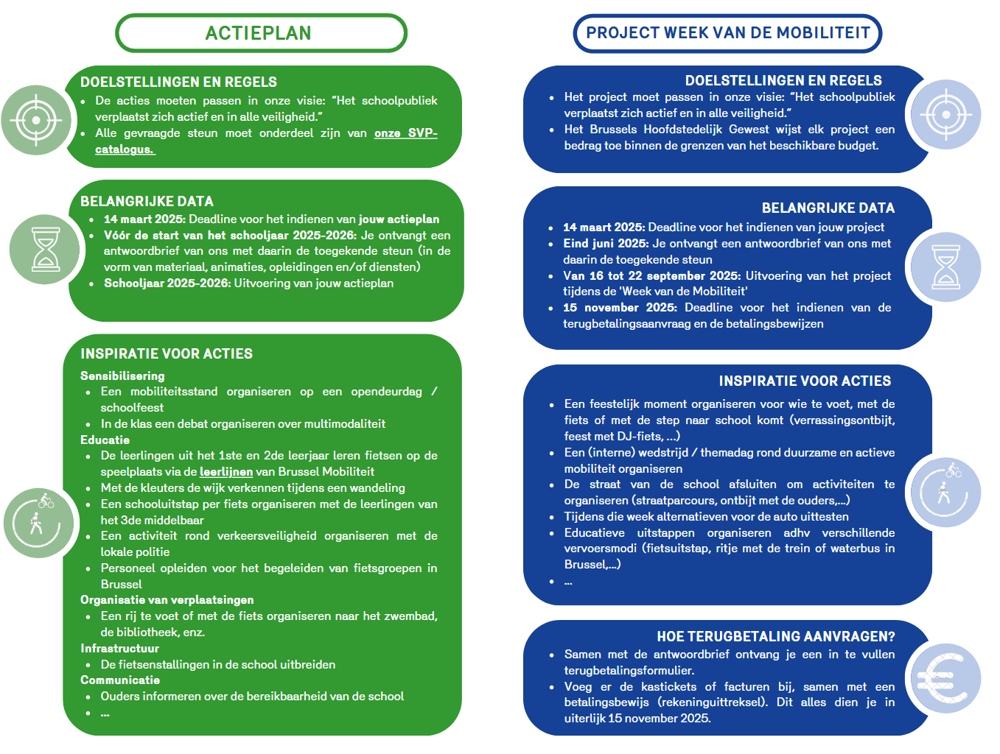 ACTIEPLAN
DOELSTELLINGEN EN REGELS
• De acties moeten passen in onze visie: “Het schoolpubliek
verplaatst zich actief en in alle veiligheid.”
• Alle gevraagde steun moet onderdeel zijn van onze SVP-
catalogus.
BELANGRIJKE DATA
• 14 maart 2025: Deadline voor het indienen van jouw actieplan
• Vóór de start van het schooljaar 2025-2026: Je ontvangt een
antwoordbrief van ons met daarin de toegekende steun (in de
vorm van materiaal, animaties, opleidingen en/of diensten)
• Schooljaar 2025-2026: Uitvoering van jouw actieplan
INSPIRATIE VOOR ACTIES
Sensibilisering
• Een mobiliteitsstand organiseren op een opendeurdag /
schoolfeest
• In de klas een debat organiseren over multimodaliteit
Educatie
• De leerlingen uit het 1ste en 2de leerjaar leren fietsen op de
speelplaats via de leerlijnen van Brussel Mobiliteit
• Met de kleuters de wijk verkennen tijdens een wandeling
• Een schooluitstap per fiets organiseren met de leerlingen van
het 3de middelbaar
• Een activiteit rond verkeersveiligheid organiseren met de
lokale politie
• Personeel opleiden voor het begeleiden van fietsgroepen in
Brussel
Organisatie van verplaatsingen
• Een rij te voet of met de fiets organiseren naar het zwembad,
de bibliotheek, enz.
Infrastructuur
• De fietsenstallingen in de school uitbreiden
Communicatie
• Ouders informeren over de bereikbaarheid van de school
• ...
PROJECT WEEK VAN DE MOBILITEIT
DOELSTELLINGEN EN REGELS
• Het project moet passen in onze visie: “Het schoolpubliek
verplaatst zich actief en in alle veiligheid.”
• Het Brussels Hoofdstedelijk Gewest wijst elk project een
bedrag toe binnen de grenzen van het beschikbare budget.
BELANGRIJKE DATA
• 14 maart 2025: Deadline voor het indienen van jouw project
• Eind juni 2025: Je ontvangt een antwoordbrief van ons met
daarin de toegekende steun
• Van 16 tot 22 september 2025: Uitvoering van het project
tijdens de 'Week van de Mobiliteit'
• 15 november 2025: Deadline voor het indienen van de
terugbetalingsaanvraag en de betalingsbewijzen
INSPIRATIE VOOR ACTIES
• Een feestelijk moment organiseren voor wie te voet, met de
fiets of met de step naar school komt (verrassingsontbijt,
feest met DJ-fiets, ...)
• Een (interne) wedstrijd / themadag rond duurzame en actieve
mobiliteit organiseren
• De straat van de school afsluiten om activiteiten te
organiseren (straatparcours, ontbijt met de ouders,...)
• Tijdens die week alternatieven voor de auto uittesten
• Educatieve uitstappen organiseren adhv verschillende
vervoersmodi (fietsuitstap, ritje met de trein of waterbus in
Brussel,...)
• ...
HOE TERUGBETALING AANVRAGEN?
• Samen met de antwoordbrief ontvang je een in te vullen
terugbetalingsformulier.
• Voeg er de kastickets of facturen bij, samen met een
betalingsbewijs (rekeninguittreksel). Dit alles dien je in
uiterlijk 15 november 2025.